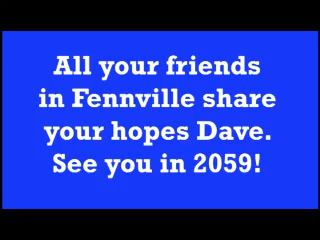 All your friends
in Fennville share
your hopes Dave.
See you in 2059!